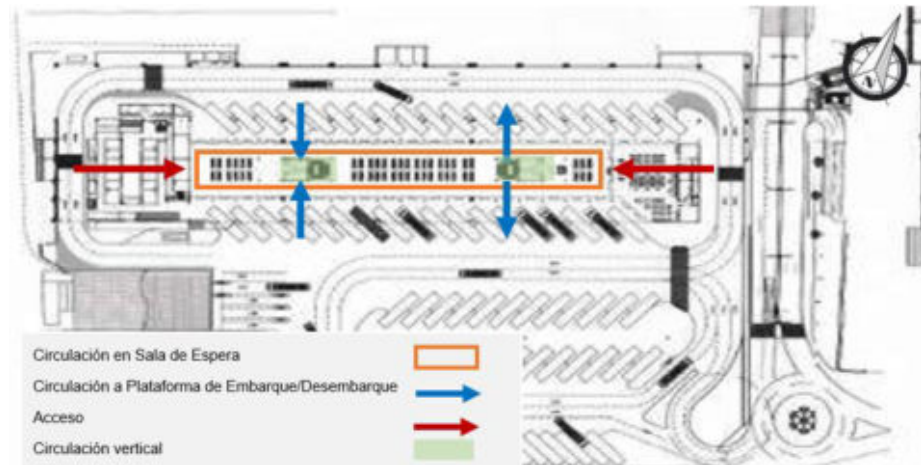 Circulación en Sala de Espera
Circulación a Plataforma de Embarque/Desembarque
Acceso
Circulación vertical